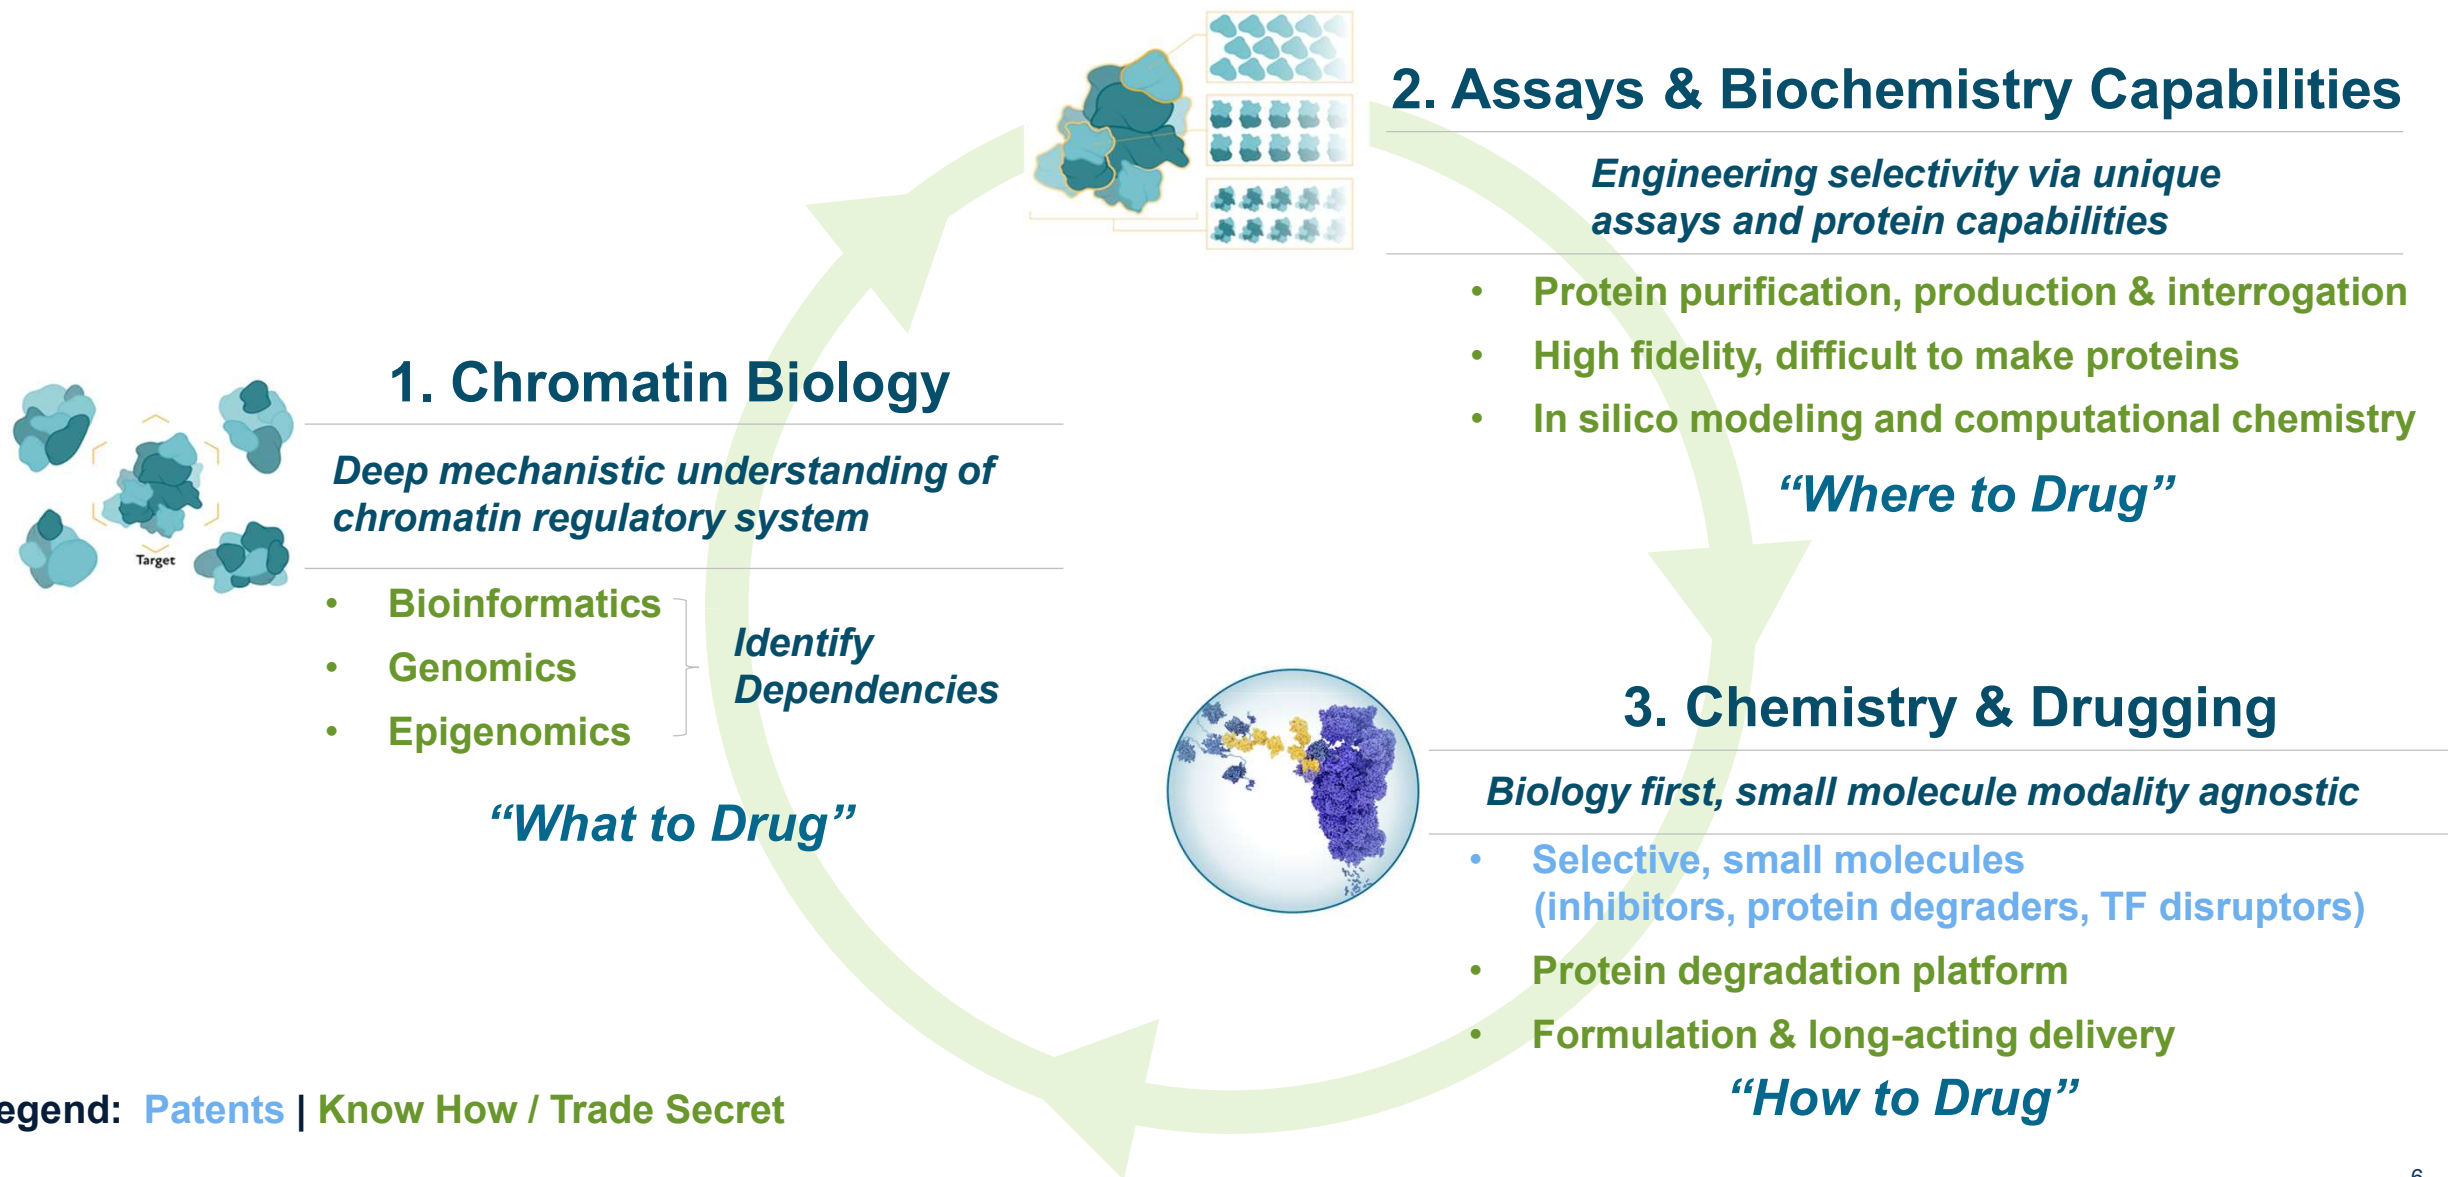 2. Assays & Biochemistry Capabilities
Engineering selectivity via unique
assays and protein capabilities
• Protein purification, production & interrogation
• High fidelity, difficult to make proteins
• In silico modeling and computational chemistry
“Where to Drug”
1. Chromatin Biology
Deep mechanistic understanding of
chromatin regulatory system
Target
• Bioinformatics
• Genomics
• Epigenomics
Identify
Dependencies
“What to Drug”
3. Chemistry & Drugging
Biology first, small molecule modality agnostic
• Selective, small molecules
(inhibitors, protein degraders, TF disruptors)
• Protein degradation platform
• Formulation & long-acting delivery
“How to Drug”
egend: Patents | Know How / Trade Secret
6